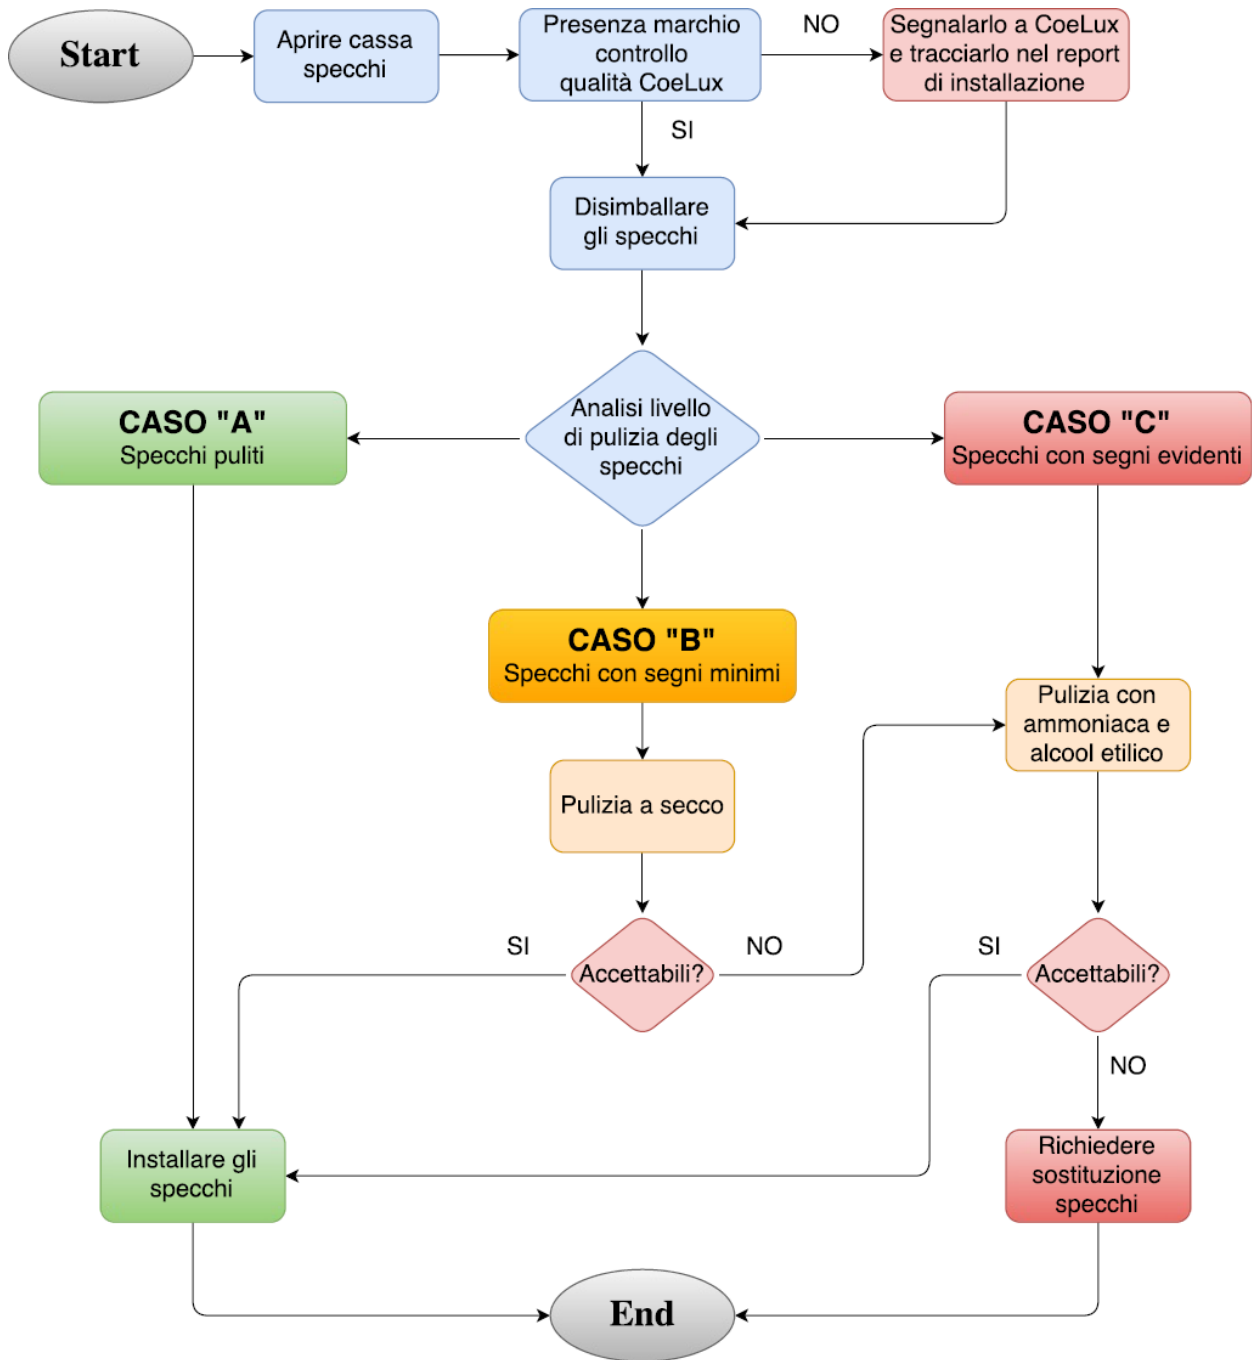 Start
Aprire cassa
specchi
Presenza marchio
controllo
qualità CoeLux
NO
Segnalarlo a CoeLux
e tracciarlo nel report
di installazione
SI
Disimballare
gli specchi
Analisi livello
di pulizia degli
specchi
CASO "A"
Specchi puliti
CASO "C"
Specchi con segni evidenti
CASO "B"
Specchi con segni minimi
Pulizia con
ammoniaca e
alcool etilico
Pulizia a secco
SI
Accettabili?
NO
SI
Accettabili?
NO
Installare gli
specchi
Richiedere
sostituzione
specchi
End